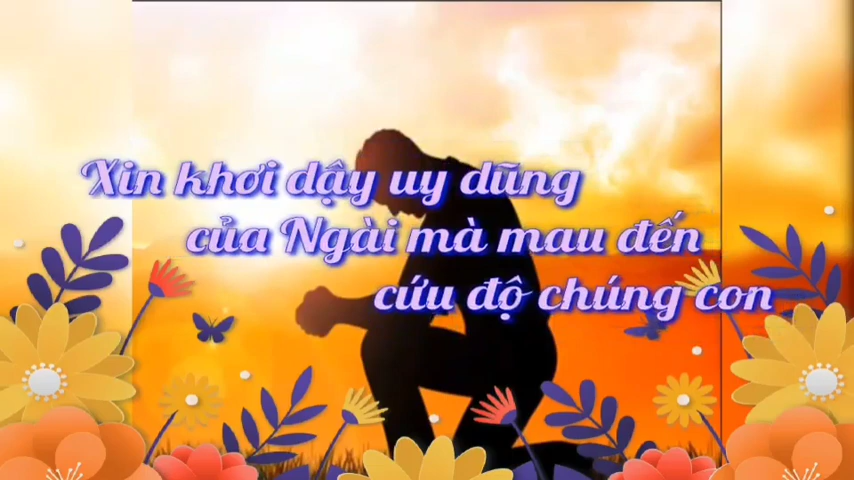 Xin khơi dậy uy dũng
của Ngài mà mau đến
cứu độ chúng con